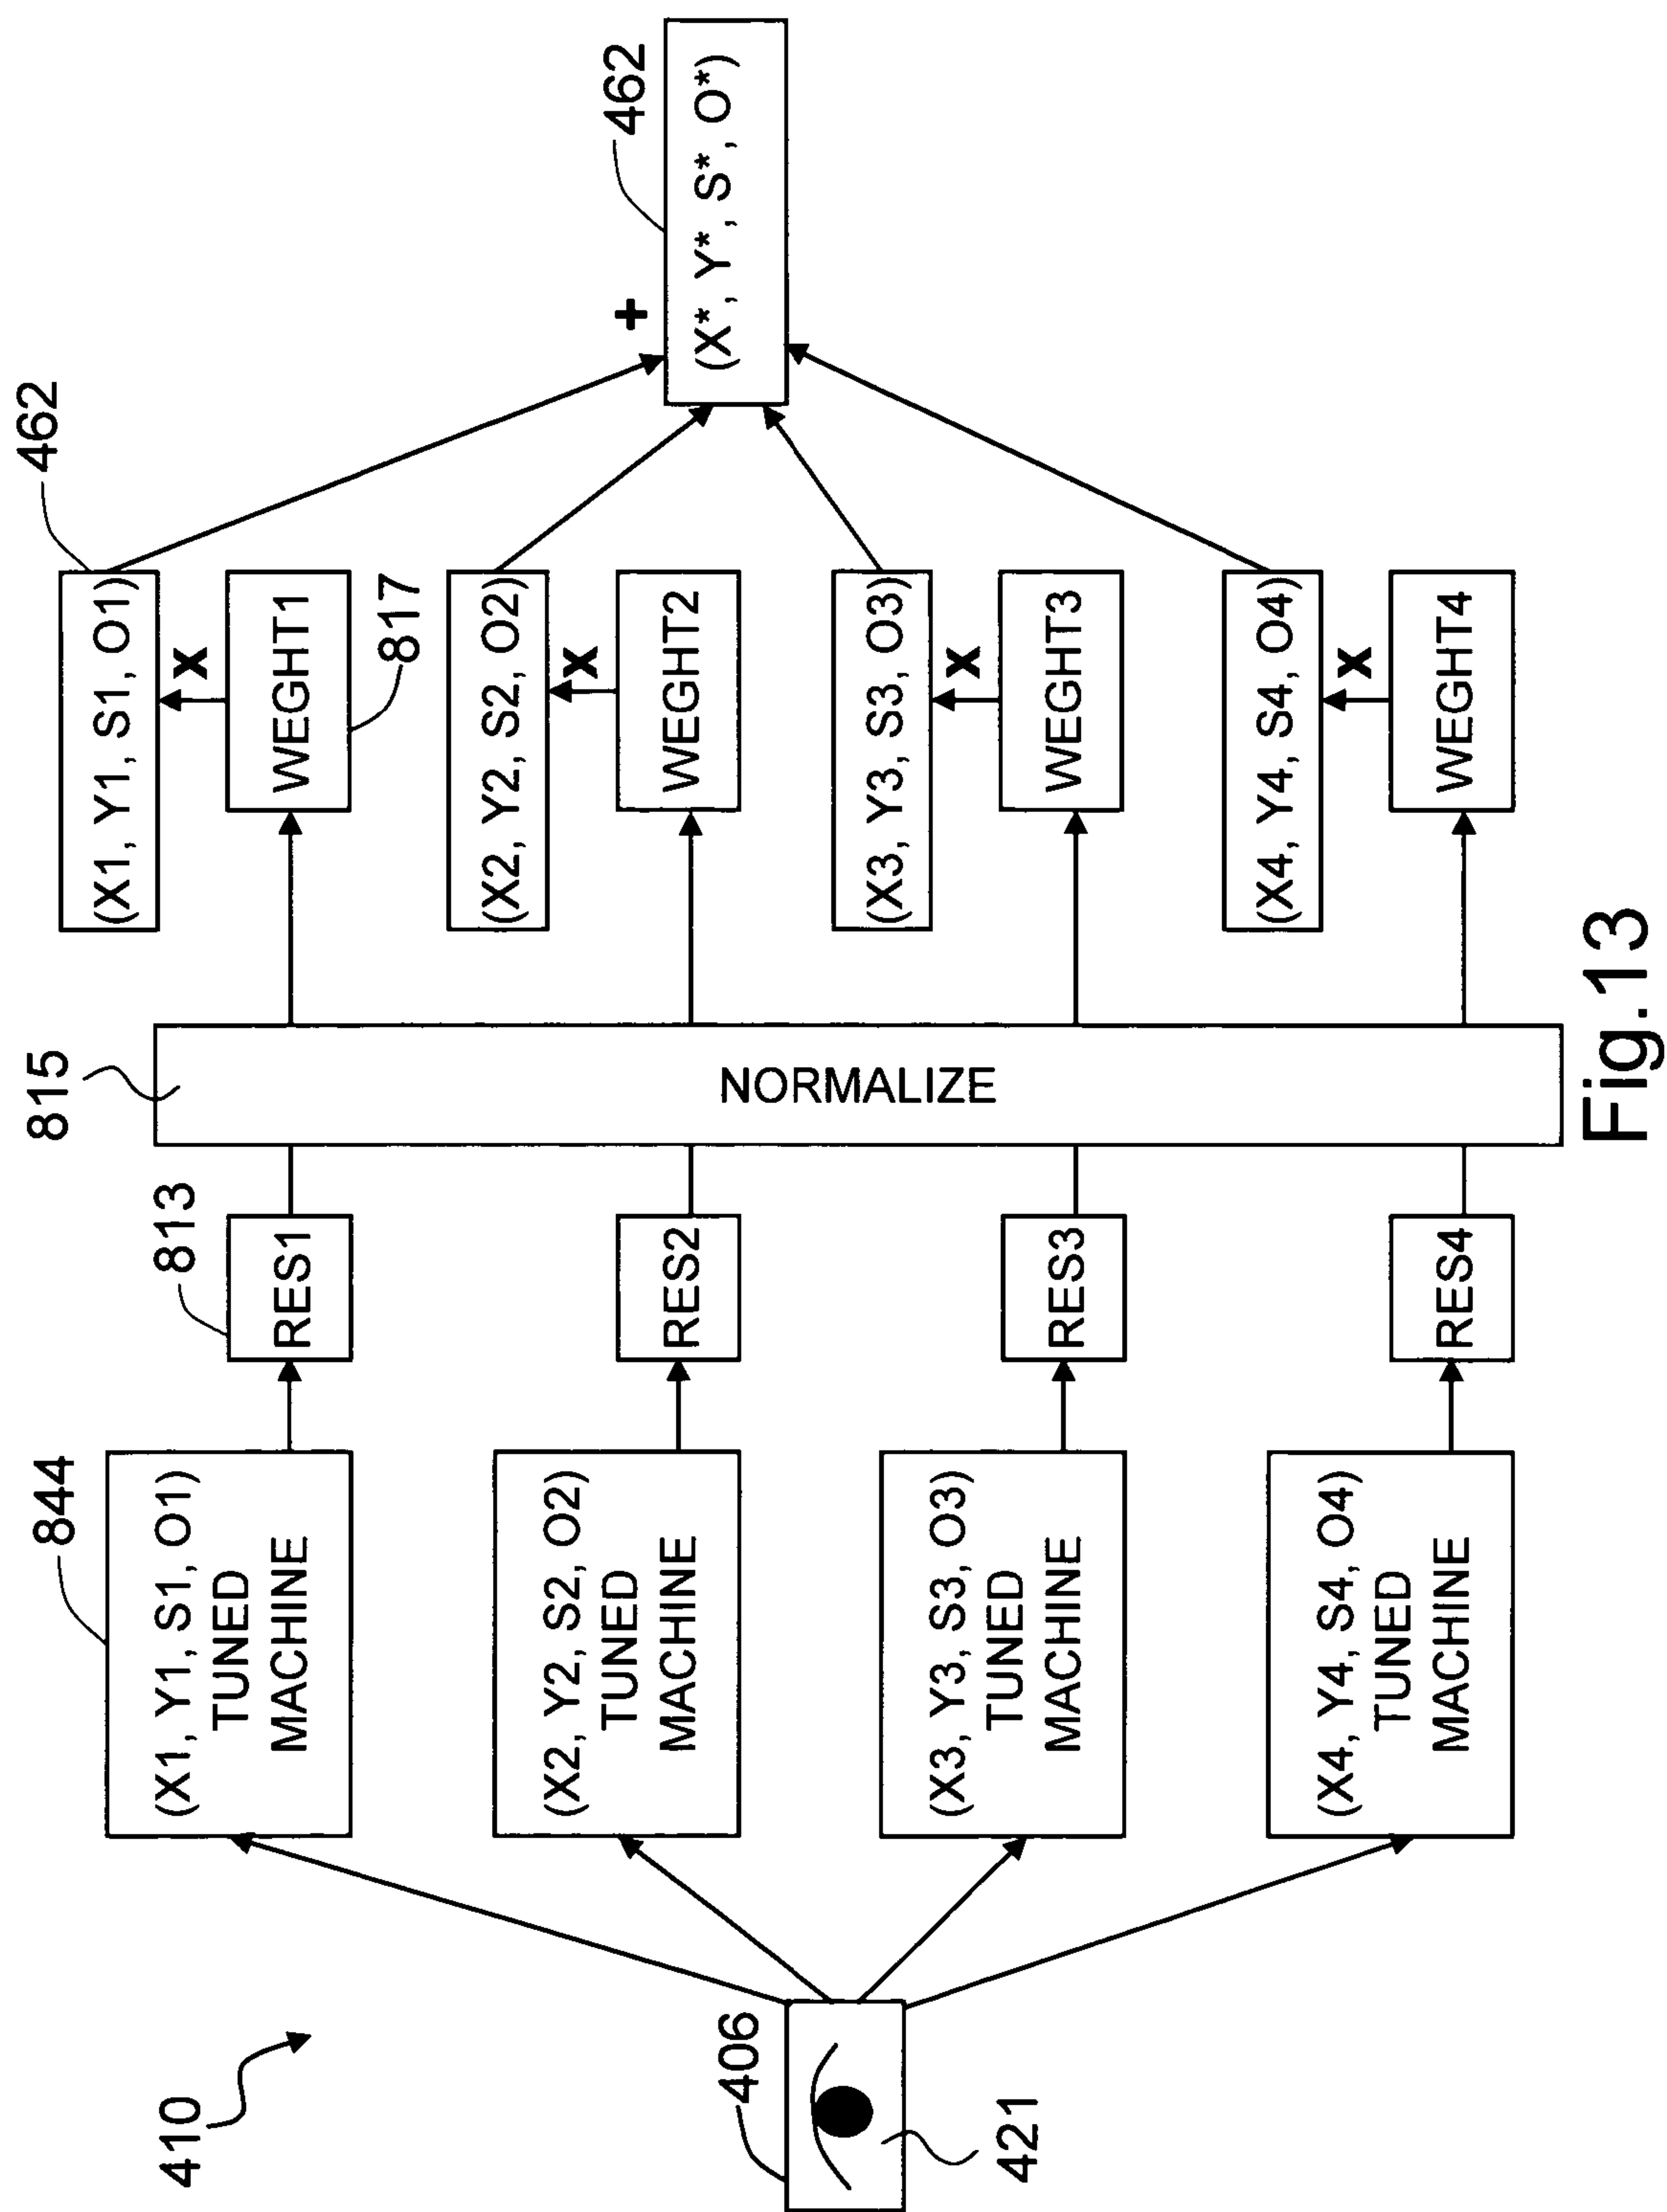 410
406
421
844
(X1, Y1, S1, O1)
TUNED
MACHINE
(X2, Y2, S2, O2)
TUNED
MACHINE
(X3, Y3, S3, O3)
TUNED
MACHINE
(X4, Y4, S4, O4)
TUNED
MACHINE
813
RES1
RES2
RES3
RES4
815
NORMALIZE
462
(X1, Y1, S1, O1)
X
WEGHT1
817
(X2, Y2, S2, O2)
X
WEGHT2
(X3, Y3, S3, O3)
X
WEGHT3
(X4, Y4, S4, O4)
X
WEGHT4
462
+
(X*, Y*, S*, O*)
Fig.13